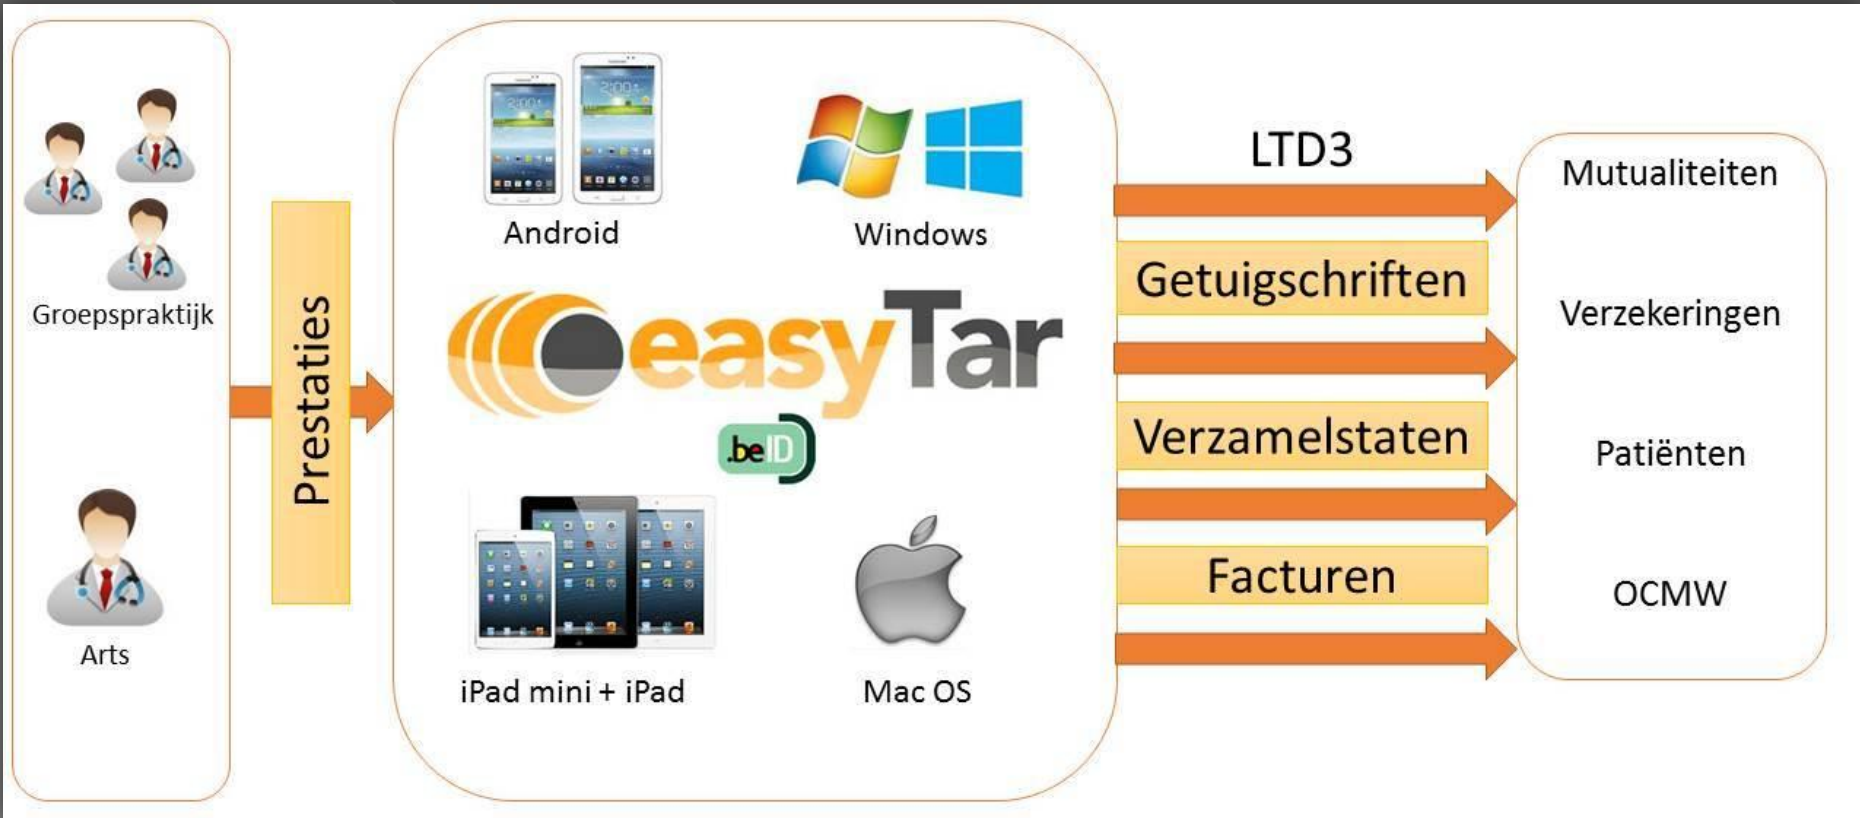 Groepspraktijk
Arts
Prestaties
Android
Windows
easyTar
.beID
iPad mini + iPad
Mac OS
LTD3
Getuigschriften
Verzamelstaten
Facturen
Mutualiteiten
Verzekeringen
Patiënten
OCMW